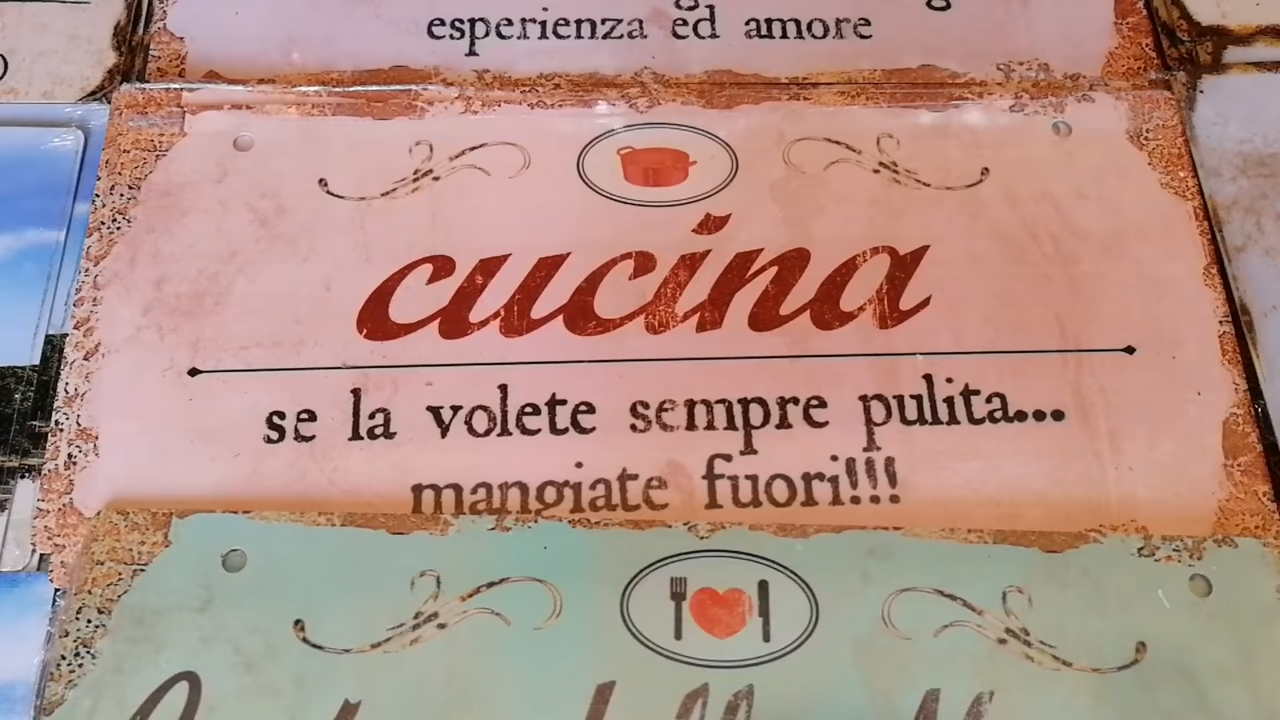 esperienza ed amore
cucina
se la volete sempre pulita...
mangiate fuori!!!